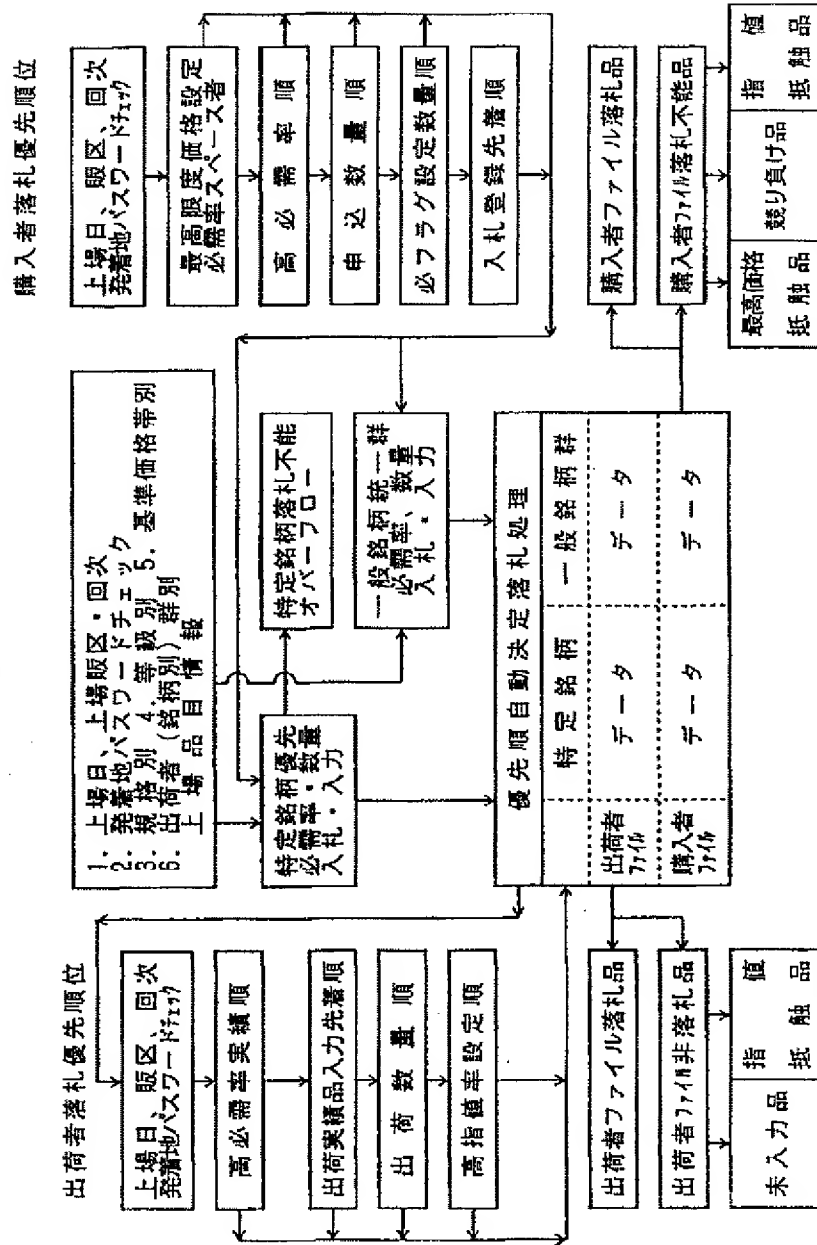 出荷者落札優先順位
上場日、販区、回次
発着地パスワードチェック
高必需率実績順
出荷実績品入力先着順
出荷数量順
高指値率設定順
出荷者ファイル落札品
出荷者ファイル非落札品
未入力品
指値
抵触品
1. 上場日、上場販区・回次
2. 発着地パスワードチェック
3. 規格別 4. 等級別 5. 基準価格帯別
6. 出荷者(銘柄別)群別
上場品目情報
特定銘柄優先
必需率・数量
入札・入力
特定銘柄落札不能
オーバーフロー
一般銘柄統一群
必需率、数量
入札・入力
優先順自動決定落札処理
特定銘柄 一般銘柄群
出荷者
ファイル
データ データ
購入者
ファイル
データ データ
購入者落札優先順位
上場日、販区、回次
発着地パスワードチェック
最高限度価格設定
必需率スペース者
高必需率順
申込数量順
必フラグ設定数量順
入札登録先着順
購入者ファイル落札品
購入者ファイル落札不能品
最高価格
抵触品
競り負け品
指値
抵触品